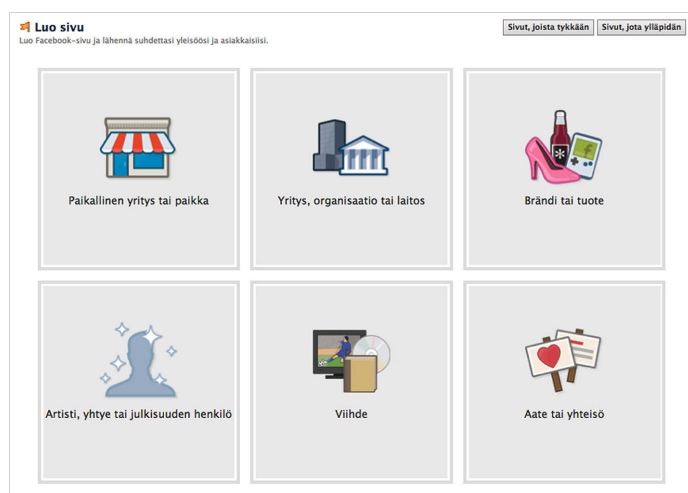 Luo sivu
Sivut, joista tykkään
Sivut, jota ylläpidän
Luo Facebook-sivu ja lähennä suhdettasi yleisöösi ja asiakkaisiisi.
Paikallinen yritys tai paikka
Yritys, organisaatio tai laitos
Brändi tai tuote
Artisti, yhtye tai julkisuuden henkilö
Viihde
Aate tai yhteisö